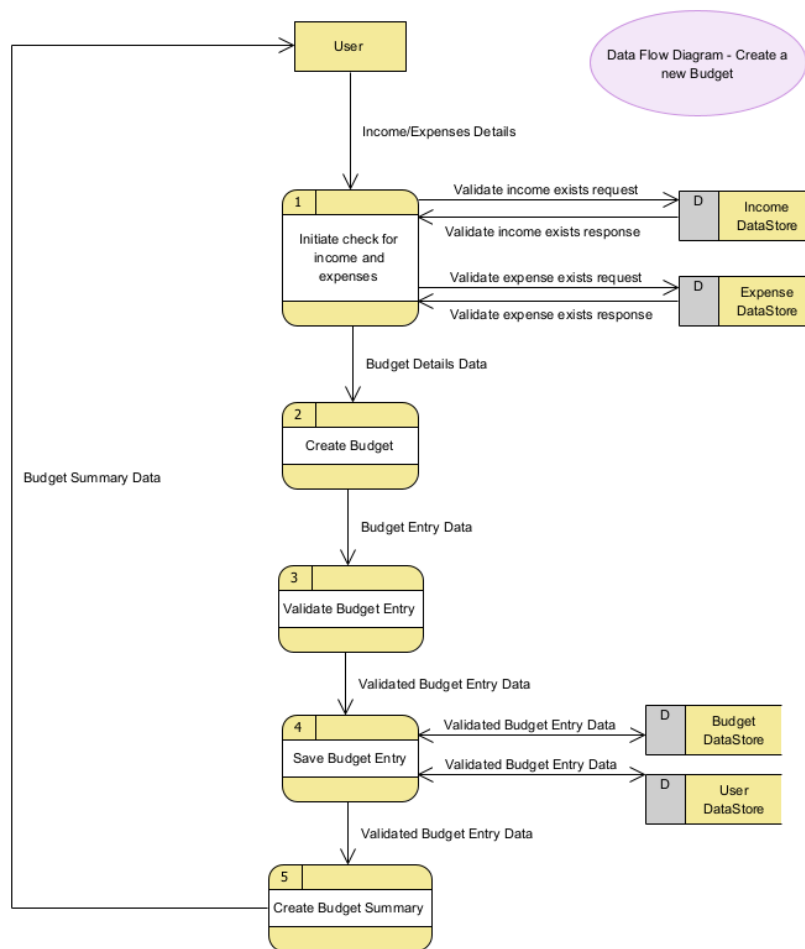 User
Data Flow Diagram - Create a
new Budget
Income/Expenses Details
1
Initiate check for
income and
expenses
Validate income exists request
Validate income exists response
D
Income
DataStore
Validate expense exists request
Validate expense exists response
D
Expense
DataStore
Budget Details Data
2
Create Budget
Budget Summary Data
Budget Entry Data
3
Validate Budget Entry
Validated Budget Entry Data
4
Save Budget Entry
Validated Budget Entry Data
D
Budget
DataStore
Validated Budget Entry Data
D
User
DataStore
Validated Budget Entry Data
5
Create Budget Summary